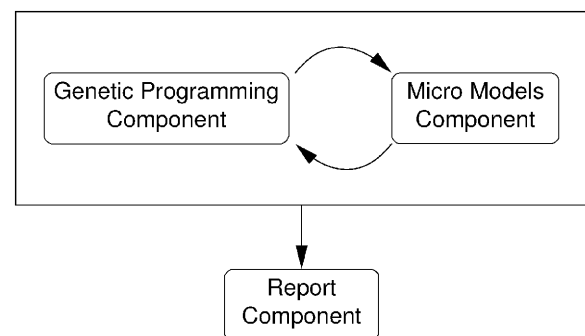 Genetic Programming
Component
Micro Models
Component
Report
Component